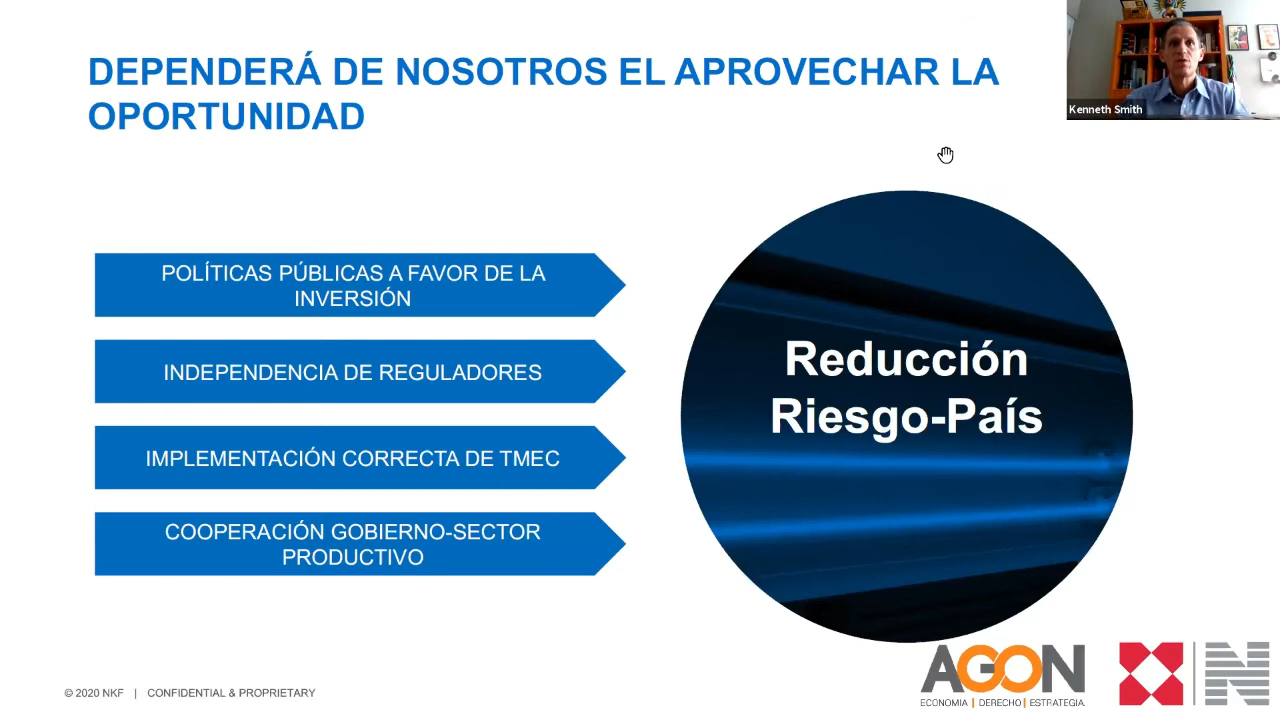 DEPENDERÁ DE NOSOTROS EL APROVECHAR LA
OPORTUNIDAD
Kenneth Smith
POLÍTICAS PÚBLICAS A FAVOR DE LA
INVERSIÓN
INDEPENDENCIA DE REGULADORES
IMPLEMENTACIÓN CORRECTA DE TMEC
COOPERACIÓN GOBIERNO-SECTOR
PRODUCTIVO
Reducción
Riesgo-País
© 2020 NKF | CONFIDENTIAL & PROPRIETARY
AGON
ECONOMIA | DERECHO | ESTRATEGIA
N